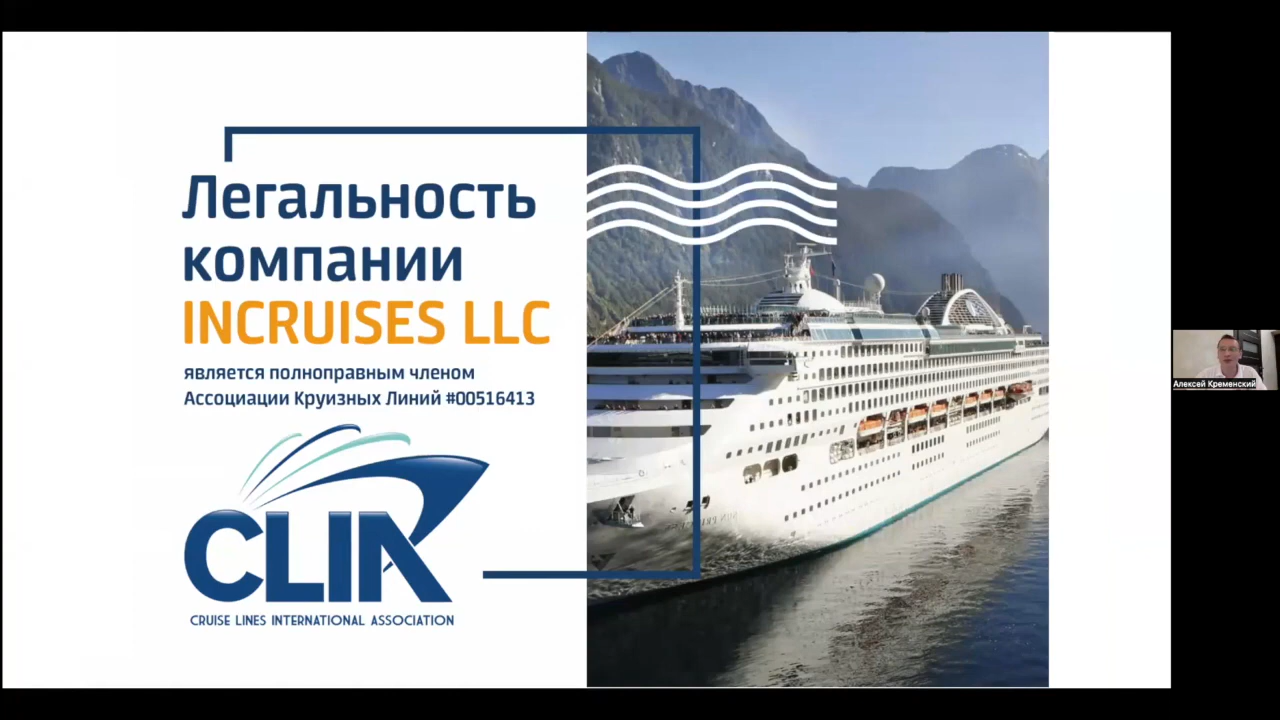 Легальность
компании
INCRUISES LLC
является полноправным членом
Ассоциации Круизных Линий #00516413
CLIA
CRUISE LINES INTERNATIONAL ASSOCIATION
Алексей Кременский